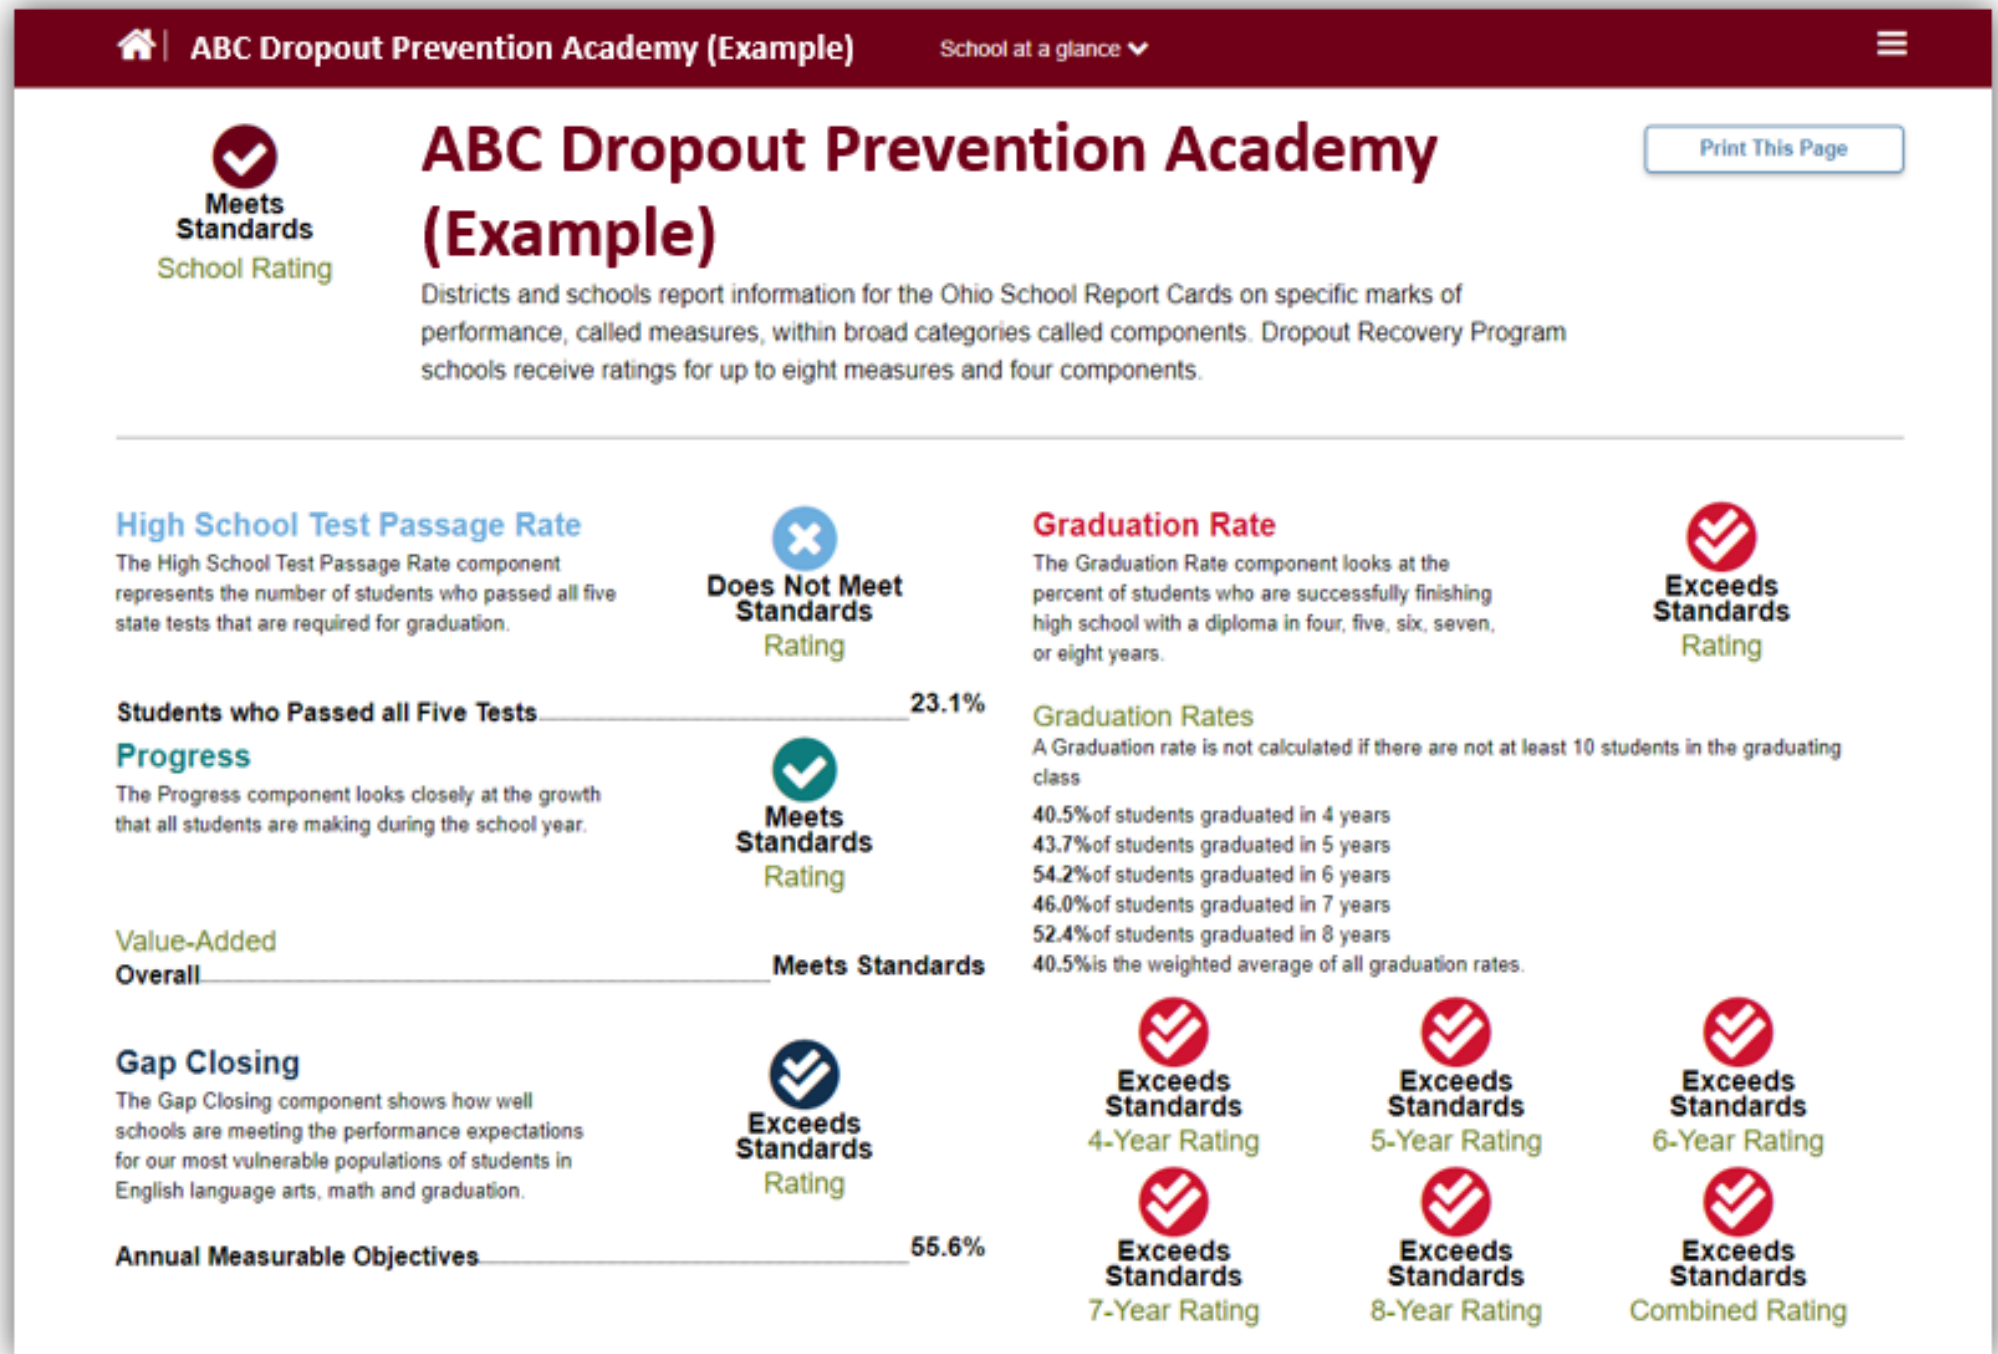 ABC Dropout Prevention Academy (Example)
School at a glance
Meets
Standards
School Rating
ABC Dropout Prevention Academy
(Example)
Print This Page
Districts and schools report information for the Ohio School Report Cards on specific marks of
performance, called measures, within broad categories called components. Dropout Recovery Program
schools receive ratings for up to eight measures and four components.
High School Test Passage Rate
The High School Test Passage Rate component
represents the number of students who passed all five
state tests that are required for graduation.
Does Not Meet
Standards
Rating
Students who Passed all Five Tests 23.1%
Progress
The Progress component looks closely at the growth
that all students are making during the school year.
Meets
Standards
Rating
Value-Added
Overall Meets Standards
Gap Closing
The Gap Closing component shows how well
schools are meeting the performance expectations
for our most vulnerable populations of students in
English language arts, math and graduation.
Exceeds
Standards
Rating
Annual Measurable Objectives 55.6%
Graduation Rate
The Graduation Rate component looks at the
percent of students who are successfully finishing
high school with a diploma in four, five, six, seven,
or eight years.
Exceeds
Standards
Rating
Graduation Rates
A Graduation rate is not calculated if there are not at least 10 students in the graduating
class
40.5%of students graduated in 4 years
43.7%of students graduated in 5 years
54.2%of students graduated in 6 years
46.0%of students graduated in 7 years
52.4%of students graduated in 8 years
40.5%is the weighted average of all graduation rates.
Exceeds
Standards
4-Year Rating
Exceeds
Standards
5-Year Rating
Exceeds
Standards
6-Year Rating
Exceeds
Standards
7-Year Rating
Exceeds
Standards
8-Year Rating
Exceeds
Standards
Combined Rating